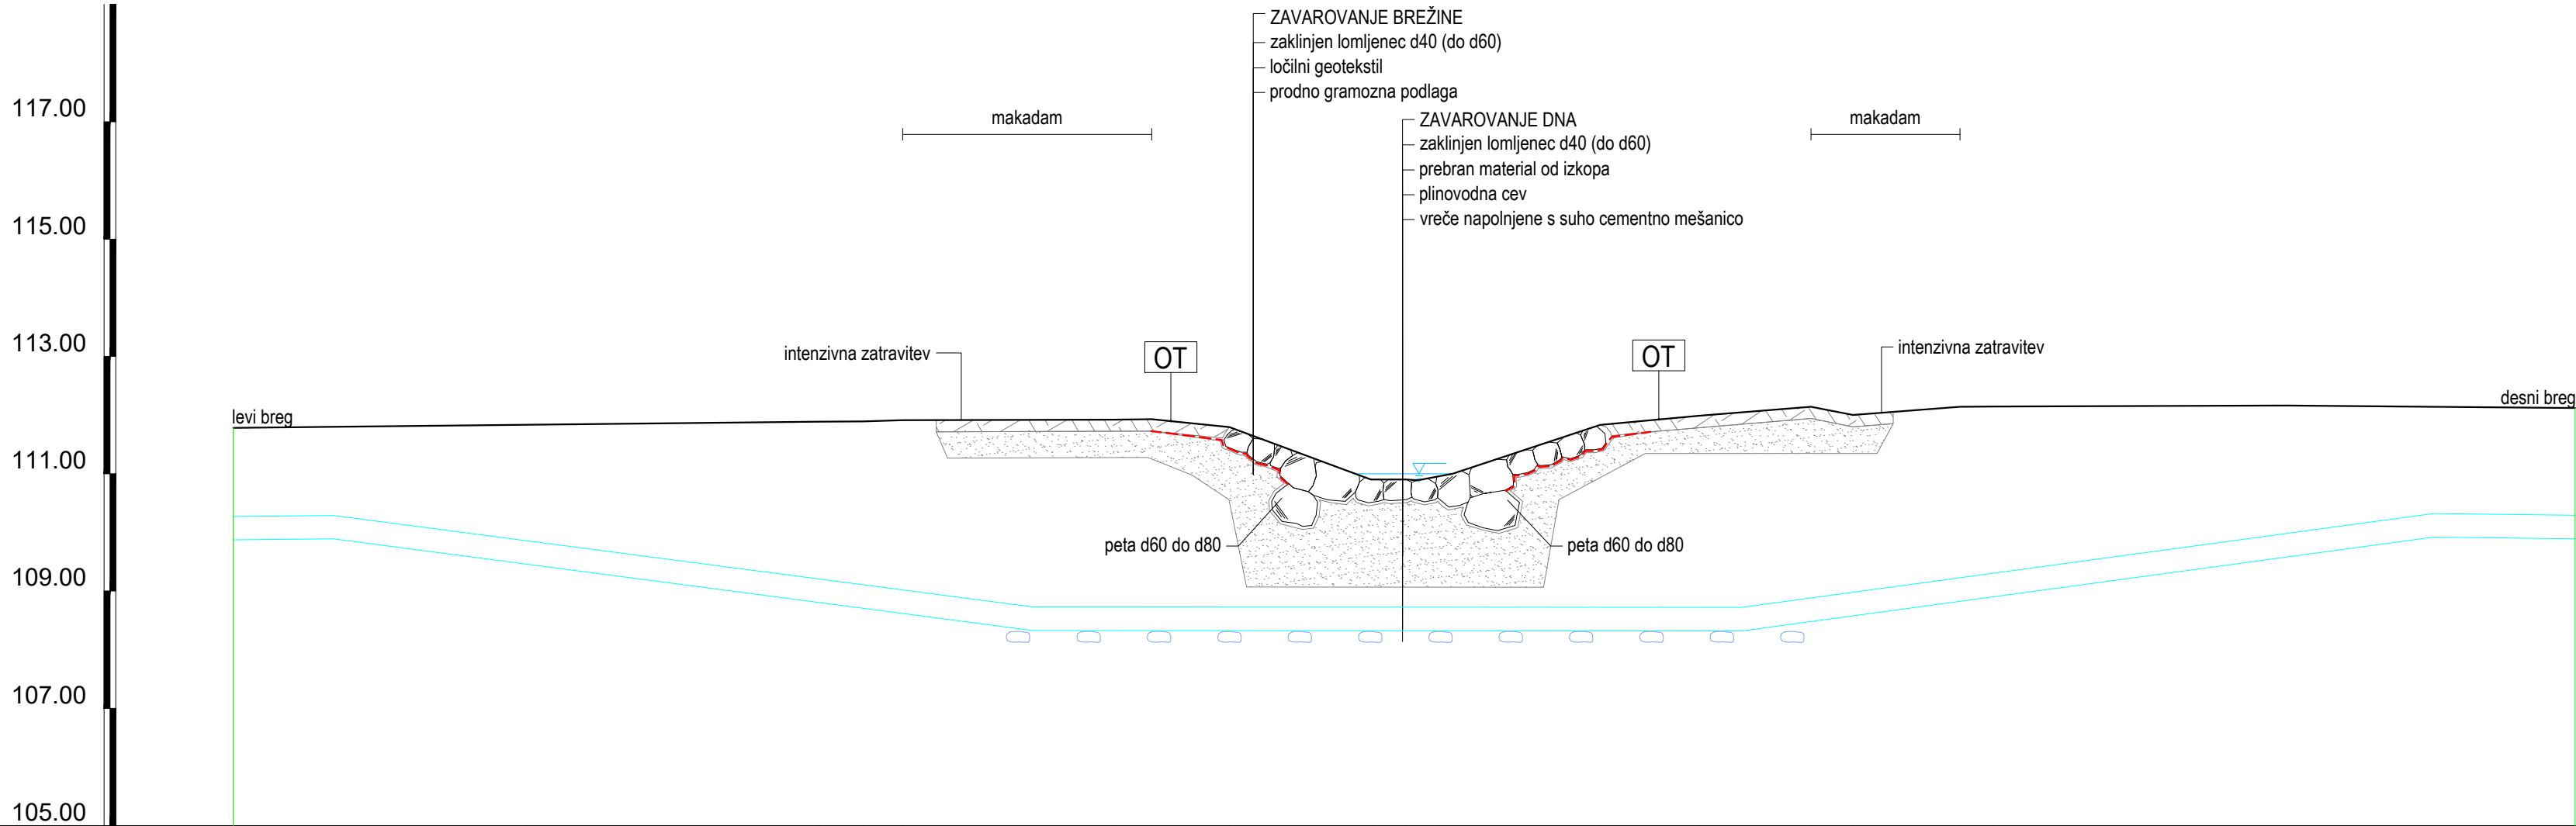 ZAVAROVANJE BREŽINE
zaklinjen lomljenec d40 (do d60)
ločilni geotekstil
prodno gramozna podlaga
117.00
makadam
ZAVAROVANJE DNA
makadam
zaklinjen lomljenec d40 (do d60)
prebran material od izkopa
plinovodna cev
vreče napolnjene s suho cementno mešanico
115.00
113.00
intenzivna zatravitev
OT
OT
intenzivna zatravitev
levi breg
desni breg
111.00
peta d60 do d80
peta d60 do d80
109.00
107.00
105.00